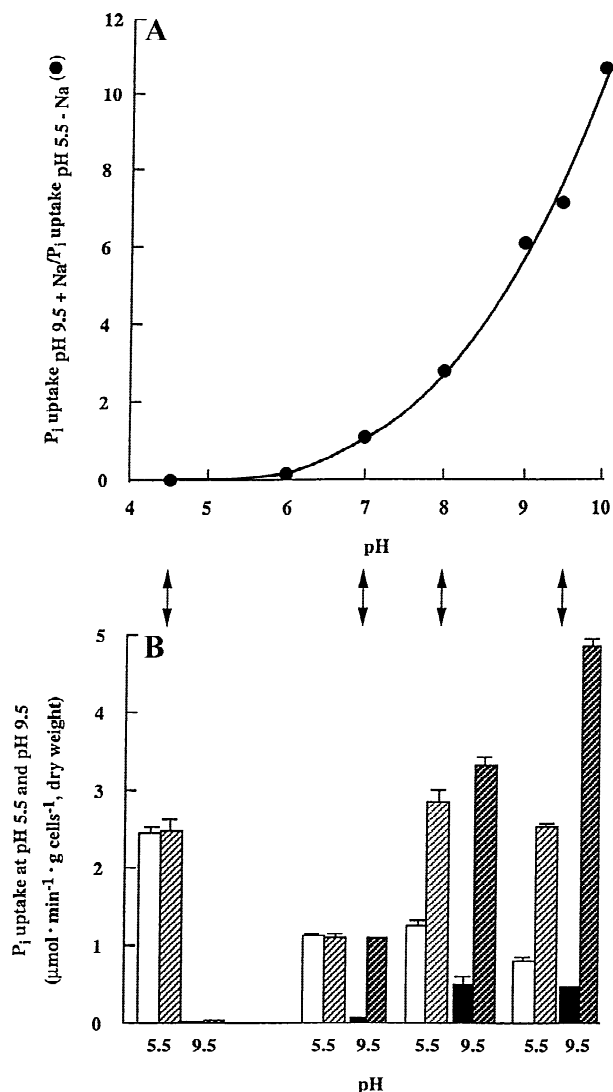 A
12
10
8
6
4
2
0
Pi uptake pH 9.5 + Na/Pi uptake pH 5.5 - Na (●)
4 5 6 7 8 9 10
pH
B
5
4
3
2
1
0
Pi uptake at pH 5.5 and pH 9.5
(μmol · min-1 · g cells-1, dry weight)
5.5 9.5 5.5 9.5 5.5 9.5 5.5 9.5
pH